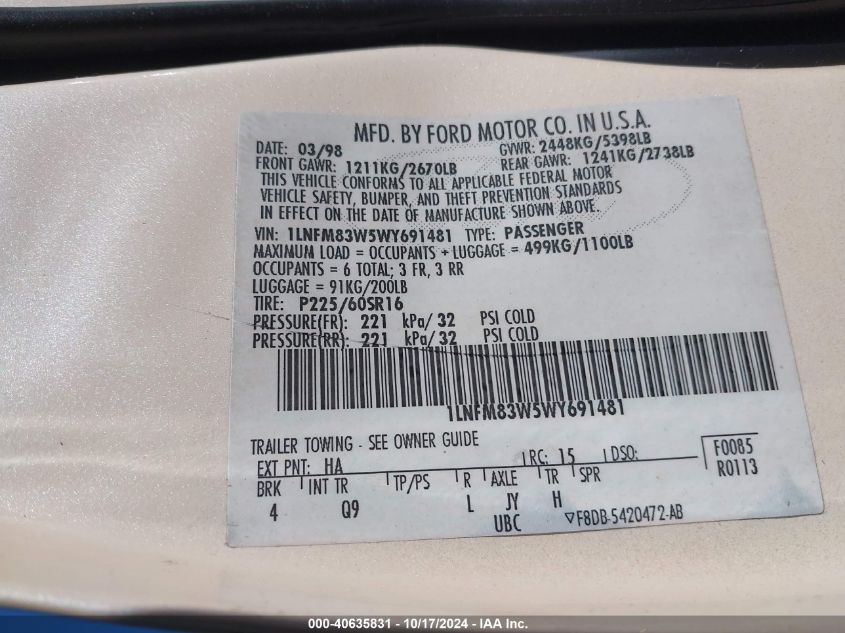 MFD. BY FORD MOTOR CO. IN U.S.A.
DATE: 03/98 GVWR: 2448KG/5398LB
FRONT GAWR: 1211KG/2670LB REAR GAWR: 1241KG/2738LB
THIS VEHICLE CONFORMS TO ALL APPLICABLE FEDERAL MOTOR
VEHICLE SAFETY, BUMPER, AND THEFT PREVENTION STANDARDS
IN EFFECT ON THE DATE OF MANUFACTURE SHOWN ABOVE.
VIN: 1LNFM83W5WY691481 TYPE: PASSENGER
MAXIMUM LOAD = OCCUPANTS + LUGGAGE = 499KG/1100LB
OCCUPANTS = 6 TOTAL; 3 FR, 3 RR
LUGGAGE = 91KG/200LB
TIRE: P225/60SR16
PRESSURE(FR): 221 kPa/ 32 PSI COLD
PRESSURE(RR): 221 kPa/ 32 PSI COLD
1LNFM83W5WY691481
TRAILER TOWING - SEE OWNER GUIDE
EXT PNT: HA RC: 15 DSO: F0085
R0113
BRK INT TR TP/PS R AXLE TR SPR
4 Q9 L JY H
UBC ▽F8DB-5420472-AB
000-40635831 - 10/17/2024 - IAA Inc.